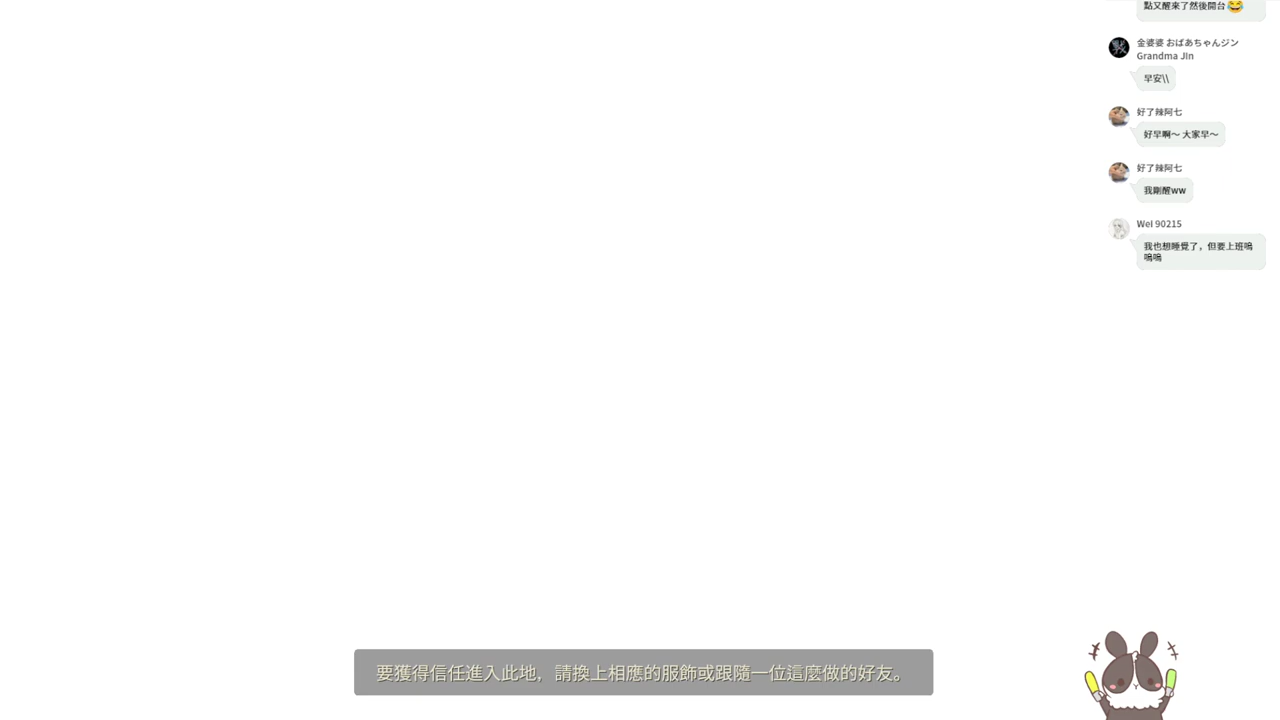 點又醒來了然後開台😂
金婆婆 おばあちゃんジン
Grandma Jin
早安\\
好了辣阿七
好早啊～ 大家早～
好了辣阿七
我剛醒ww
Wei 90215
我也想睡覺了，但要上班嗚
嗚嗚
要獲得信任進入此地，請換上相應的服飾或跟隨一位這麼做的好友。